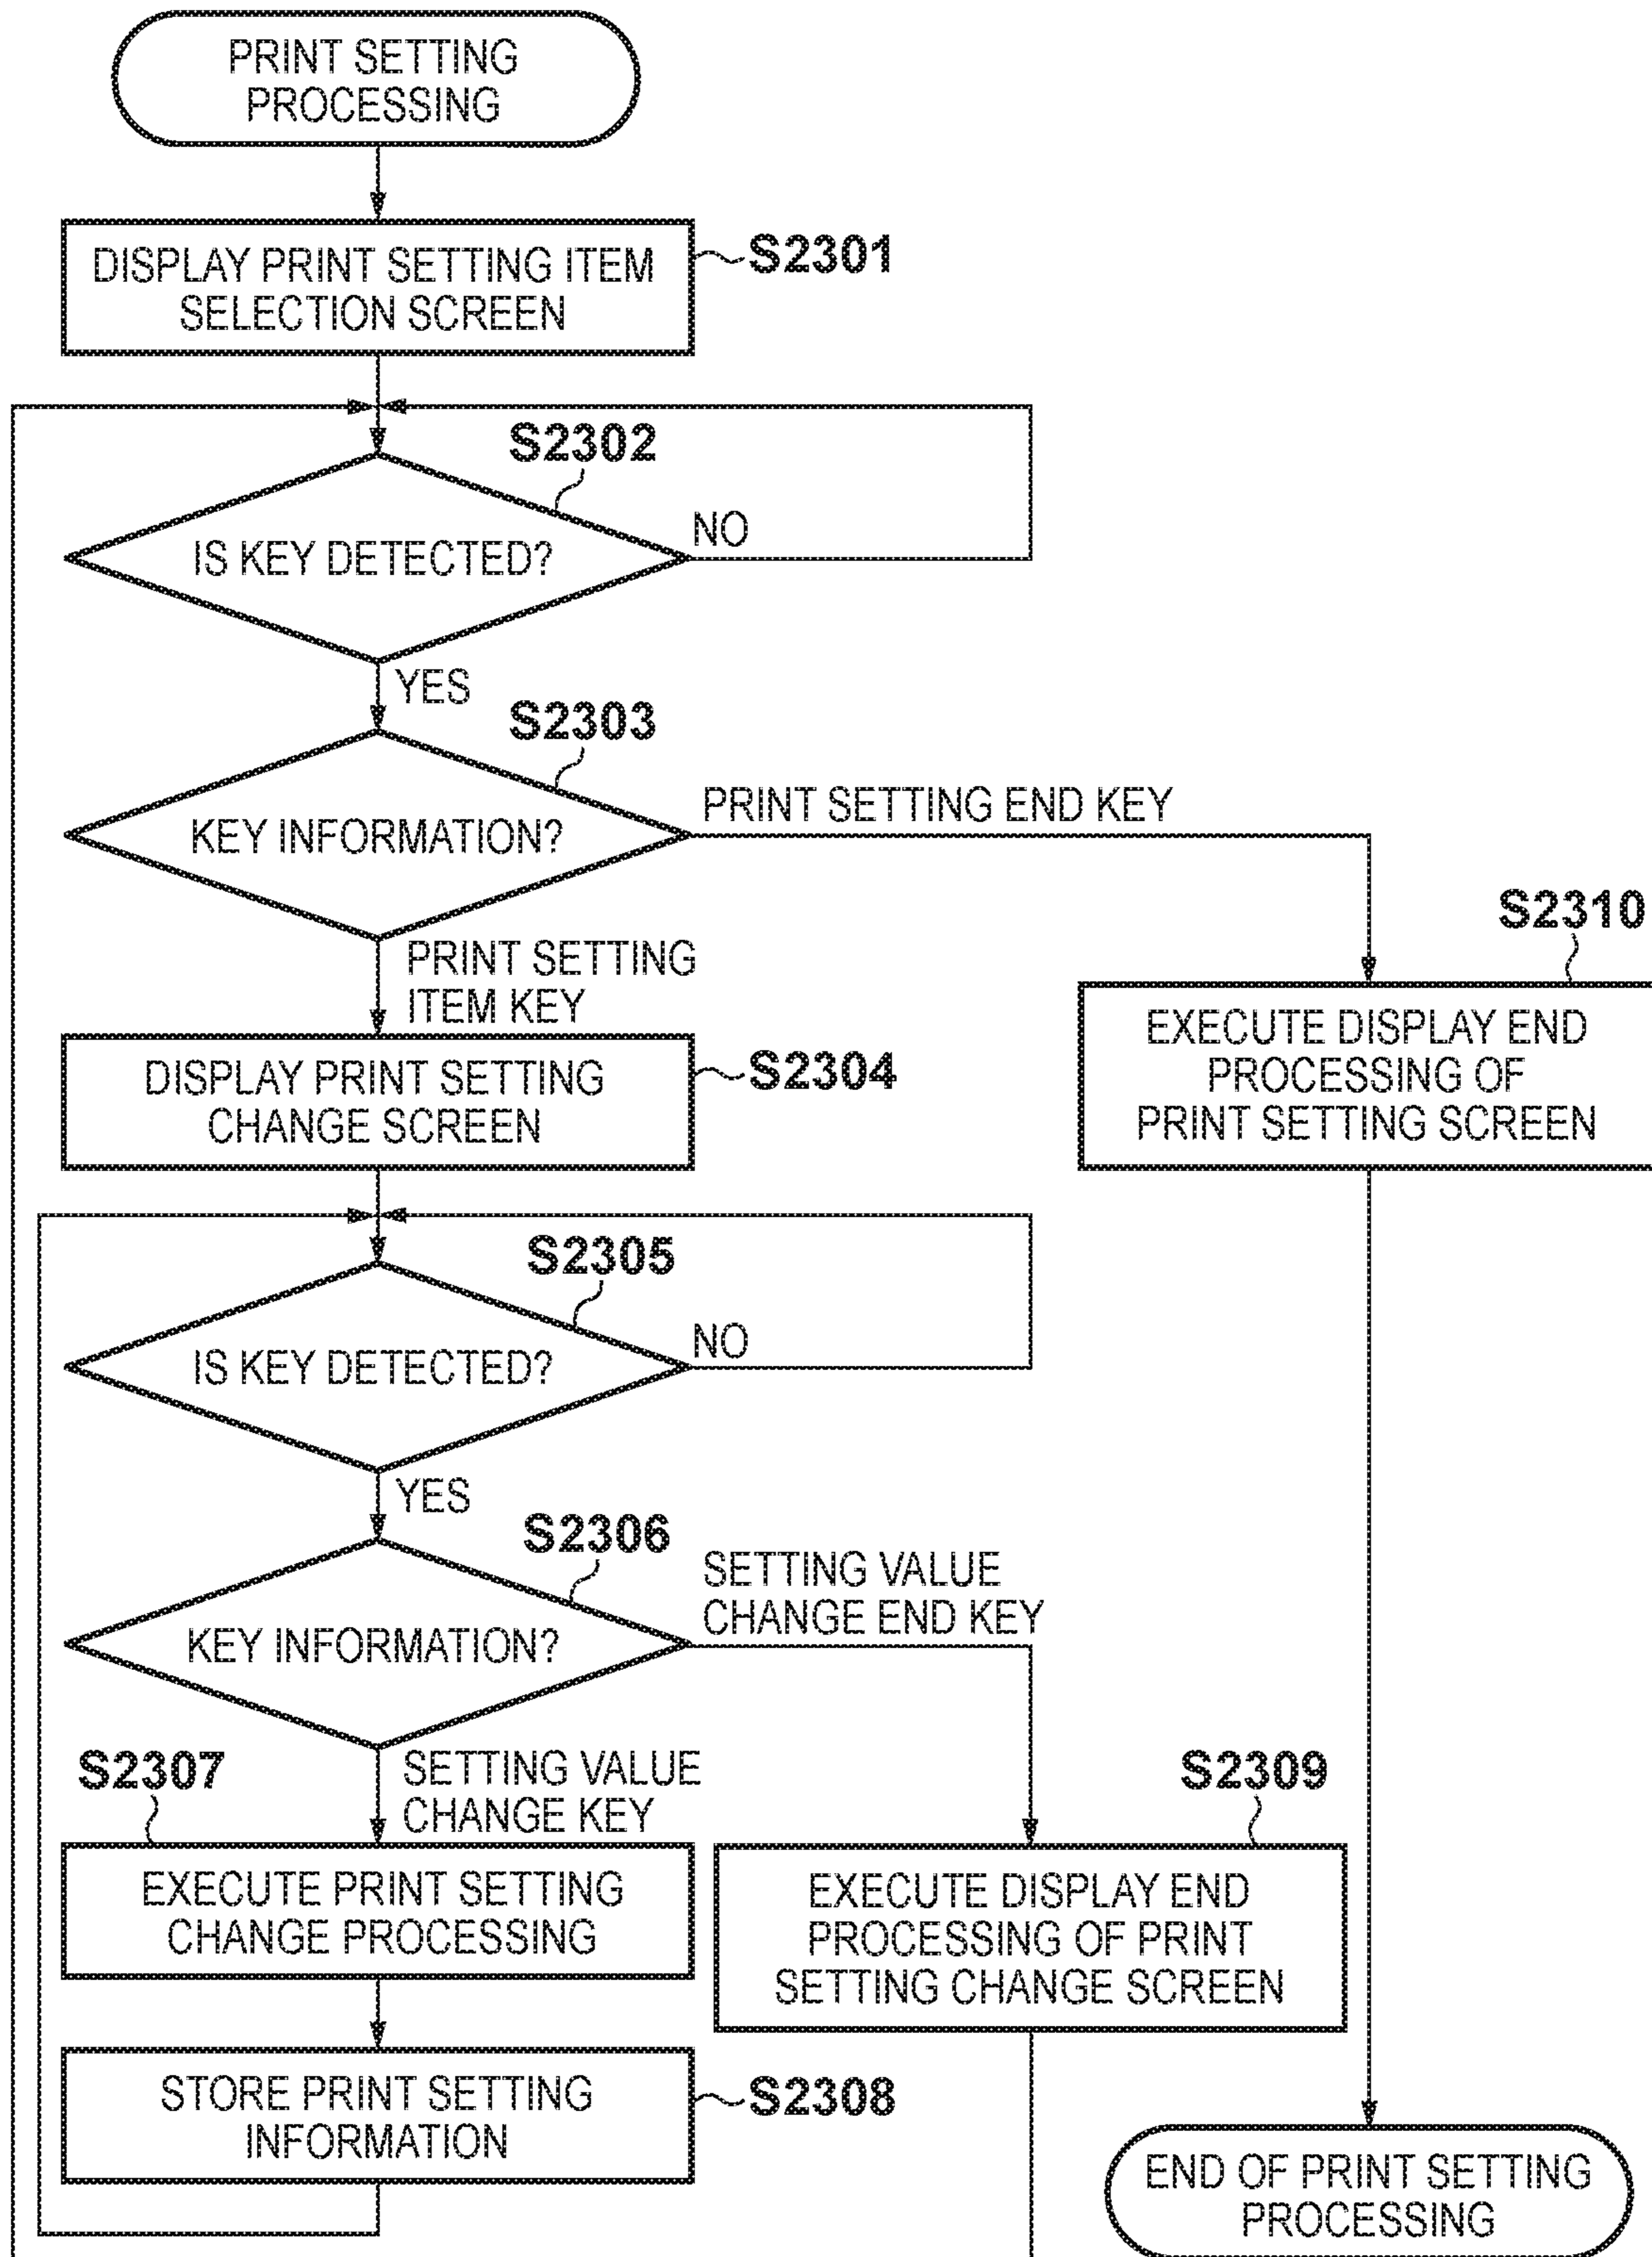 PRINT SETTING
PROCESSING
DISPLAY PRINT SETTING ITEM
SELECTION SCREEN
S2301
S2302
IS KEY DETECTED?
NO
YES
S2303
KEY INFORMATION?
PRINT SETTING END KEY
PRINT SETTING
ITEM KEY
S2310
EXECUTE DISPLAY END
PROCESSING OF
PRINT SETTING SCREEN
DISPLAY PRINT SETTING
CHANGE SCREEN
S2304
S2305
IS KEY DETECTED?
NO
YES
S2306
KEY INFORMATION?
SETTING VALUE
CHANGE END KEY
SETTING VALUE
CHANGE KEY
S2307
EXECUTE PRINT SETTING
CHANGE PROCESSING
S2309
EXECUTE DISPLAY END
PROCESSING OF PRINT
SETTING CHANGE SCREEN
STORE PRINT SETTING
INFORMATION
S2308
END OF PRINT SETTING
PROCESSING